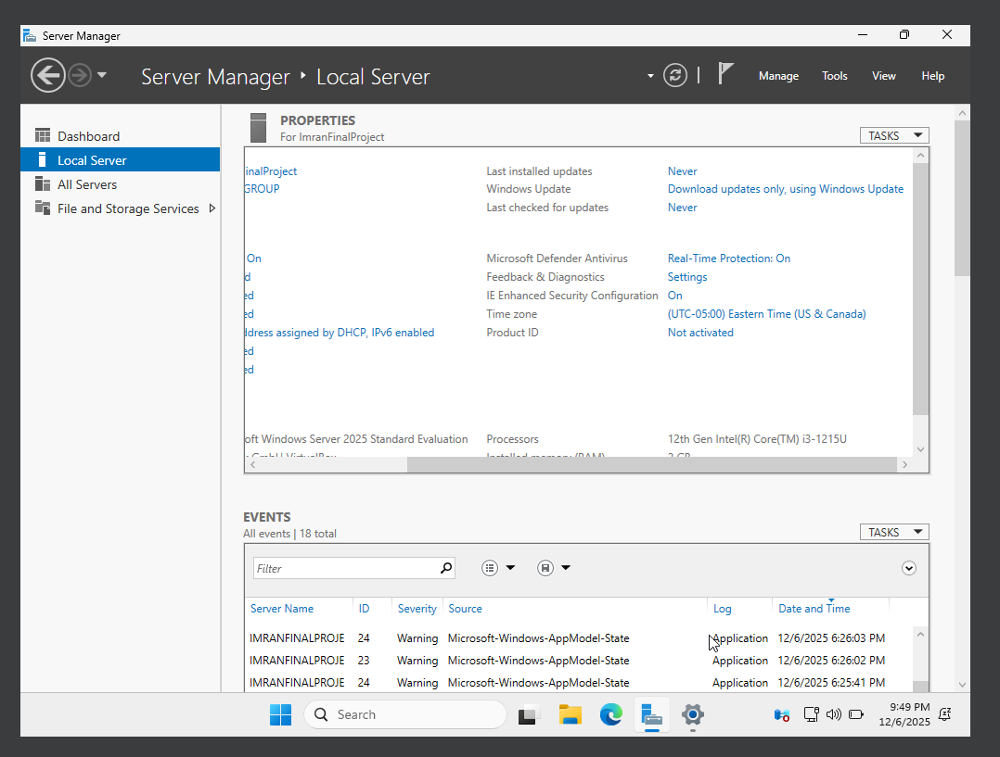 Server Manager
Server Manager ‣ Local Server
Manage Tools View Help
Dashboard
Local Server
All Servers
File and Storage Services
PROPERTIES
For ImranFinalProject
TASKS
inalProject Last installed updates Never
GROUP Windows Update Download updates only, using Windows Update
Last checked for updates Never
On Microsoft Defender Antivirus Real-Time Protection: On
d Feedback & Diagnostics Settings
ed IE Enhanced Security Configuration On
ed Time zone (UTC-05:00) Eastern Time (US & Canada)
ddress assigned by DHCP, IPv6 enabled Product ID Not activated
ed
ed
oft Windows Server 2025 Standard Evaluation Processors 12th Gen Intel(R) Core(TM) i3-1215U
GmbH VirtualBox Installed memory (RAM) 2 GB
EVENTS
All events | 18 total
TASKS
Filter
Server Name ID Severity Source Log Date and Time
IMRANFINALPROJE 24 Warning Microsoft-Windows-AppModel-State Application 12/6/2025 6:26:03 PM
IMRANFINALPROJE 23 Warning Microsoft-Windows-AppModel-State Application 12/6/2025 6:26:02 PM
IMRANFINALPROJE 24 Warning Microsoft-Windows-AppModel-State Application 12/6/2025 6:25:41 PM
Search
9:49 PM
12/6/2025